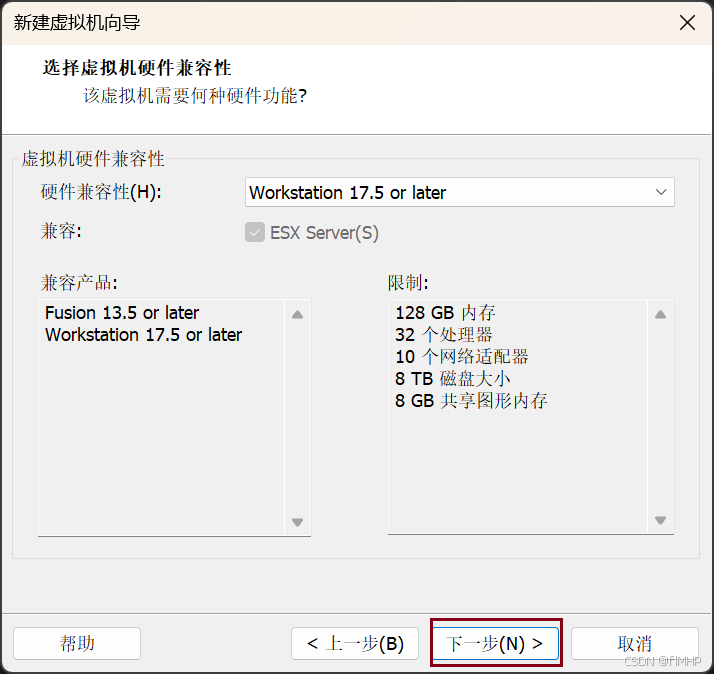 新建虚拟机向导
选择虚拟机硬件兼容性
该虚拟机需要何种硬件功能?
虚拟机硬件兼容性
硬件兼容性(H):
Workstation 17.5 or later
兼容:
ESX Server(S)
兼容产品:
Fusion 13.5 or later
Workstation 17.5 or later
限制:
128 GB 内存
32 个处理器
10 个网络适配器
8 TB 磁盘大小
8 GB 共享图形内存
帮助
< 上一步(B)
下一步(N) >
取消
CSDN @fIMHP